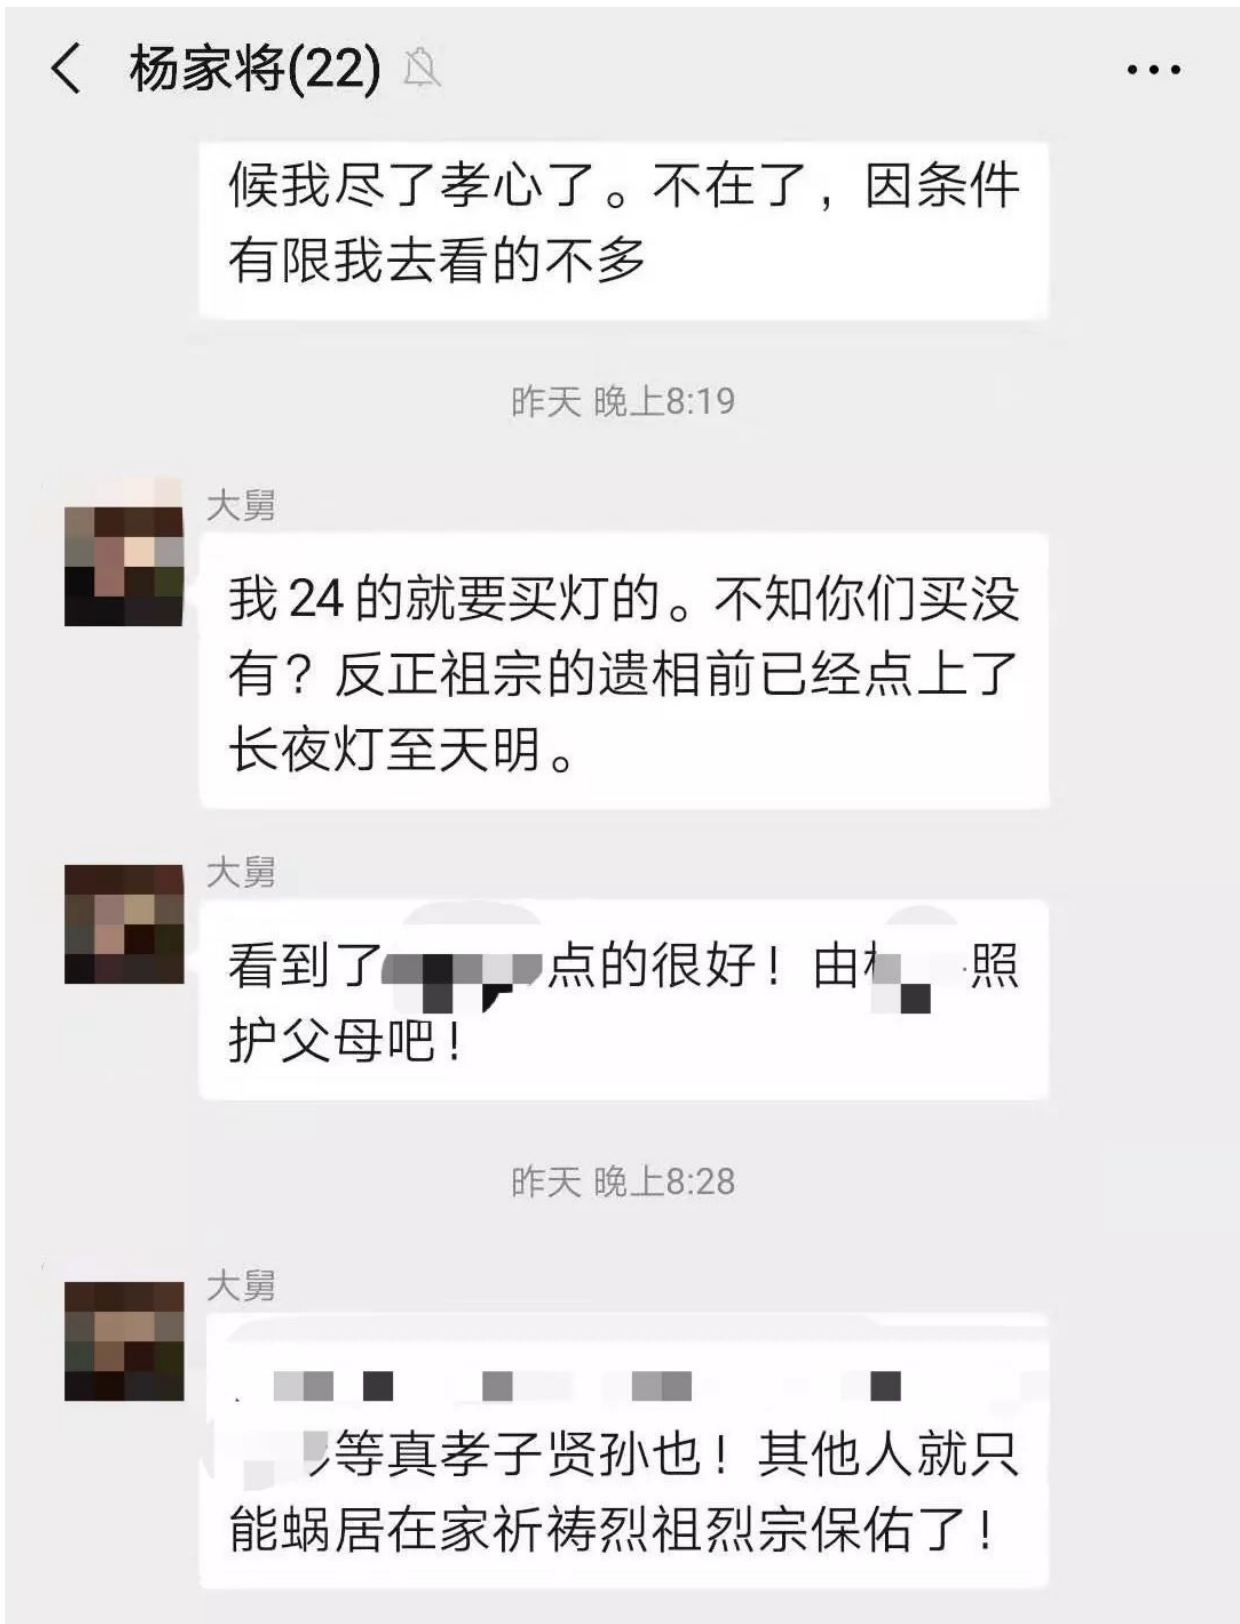 杨家将(22)
候我尽了孝心了。不在了，因条件
有限我去看的不多
昨天 晚上8:19
大舅
我24的就要买灯的。不知你们买没
有？反正祖宗的遗相前已经点上了
长夜灯至天明。
大舅
看到了 点的很好！由 照
护父母吧！
昨天 晚上8:28
大舅
等真孝子贤孙也！其他人就只
能蜗居在家祈祷烈祖烈宗保佑了！